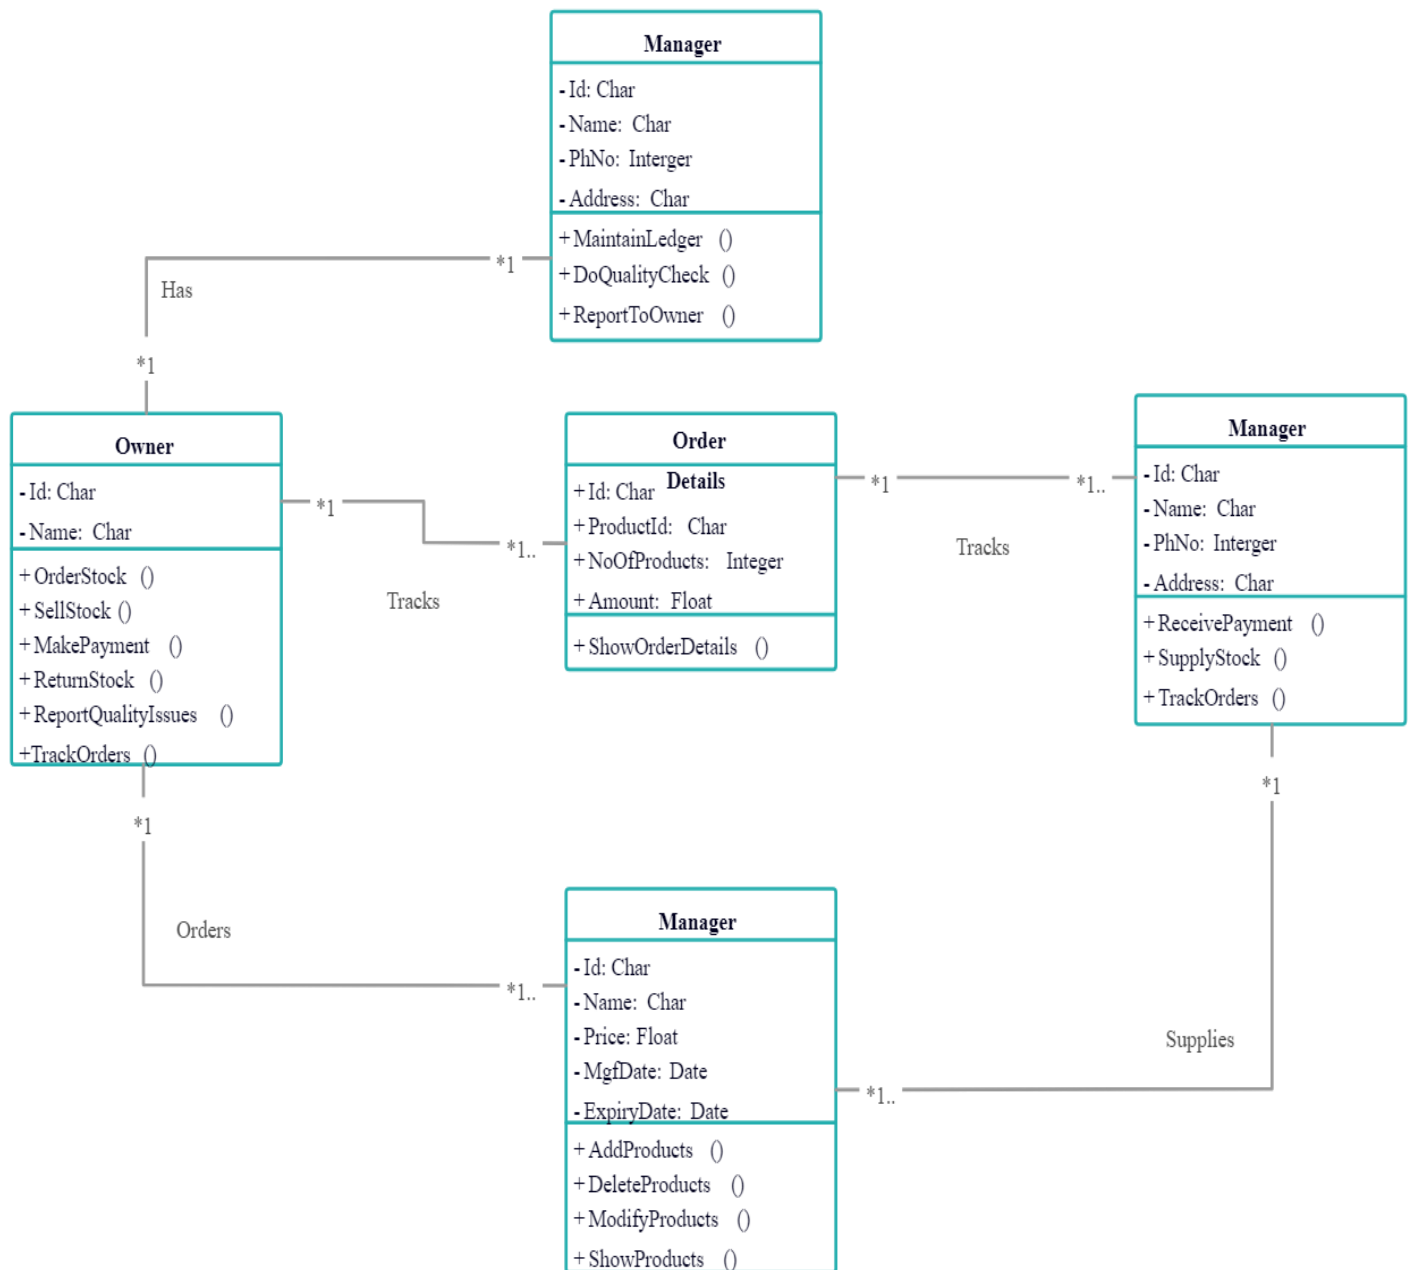 Manager
- Id: Char
- Name: Char
- PhNo: Interger
- Address: Char
+ MaintainLedger ()
+ DoQualityCheck ()
+ ReportToOwner ()
*1
Has
*1
Owner
- Id: Char
- Name: Char
+ OrderStock ()
+ SellStock ()
+ MakePayment ()
+ ReturnStock ()
+ ReportQualityIssues ()
+TrackOrders ()
*1
*1..
Tracks
Order
Details
+ Id: Char
+ ProductId: Char
+ NoOfProducts: Integer
+ Amount: Float
+ ShowOrderDetails ()
*1
*1..
Tracks
Manager
- Id: Char
- Name: Char
- PhNo: Interger
- Address: Char
+ ReceivePayment ()
+ SupplyStock ()
+ TrackOrders ()
*1
*1
Orders
*1..
Manager
- Id: Char
- Name: Char
- Price: Float
- MgfDate: Date
- ExpiryDate: Date
+ AddProducts ()
+ DeleteProducts ()
+ ModifyProducts ()
+ ShowProducts ()
*1..
Supplies